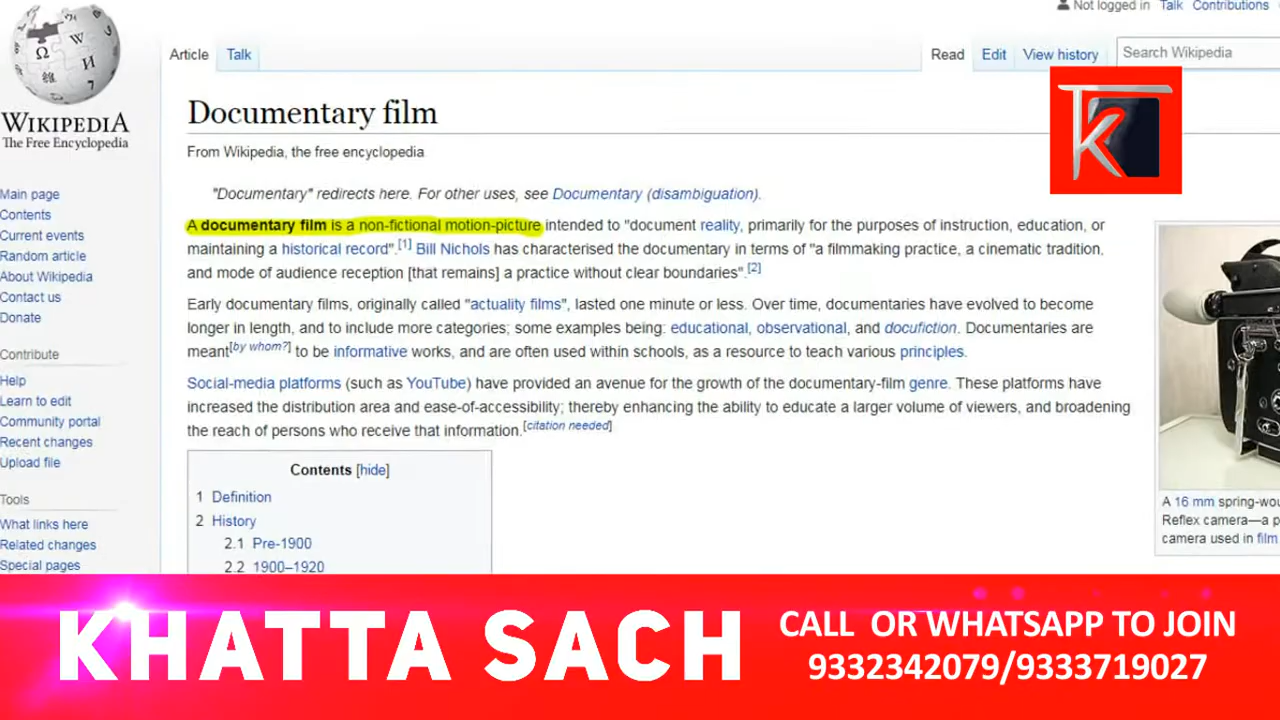 Not logged in Talk Contributions
Article Talk
Read Edit View history Search Wikipedia
WIKIPEDIA
The Free Encyclopedia
Documentary film
From Wikipedia, the free encyclopedia
"Documentary" redirects here. For other uses, see Documentary (disambiguation).
A documentary film is a non-fictional motion-picture intended to "document reality, primarily for the purposes of instruction, education, or
maintaining a historical record".[1] Bill Nichols has characterised the documentary in terms of "a filmmaking practice, a cinematic tradition,
and mode of audience reception [that remains] a practice without clear boundaries".[2]
Early documentary films, originally called "actuality films", lasted one minute or less. Over time, documentaries have evolved to become
longer in length, and to include more categories; some examples being: educational, observational, and docufiction. Documentaries are
meant[by whom?] to be informative works, and are often used within schools, as a resource to teach various principles.
Social-media platforms (such as YouTube) have provided an avenue for the growth of the documentary-film genre. These platforms have
increased the distribution area and ease-of-accessibility; thereby enhancing the ability to educate a larger volume of viewers, and broadening
the reach of persons who receive that information.[citation needed]
Contents [hide]
1 Definition
2 History
2.1 Pre-1900
2.2 1900–1920
Main page
Contents
Current events
Random article
About Wikipedia
Contact us
Donate
Contribute
Help
Learn to edit
Community portal
Recent changes
Upload file
Tools
What links here
Related changes
Special pages
A 16 mm spring-wou
Reflex camera—a p
camera used in film
KHATTA SACH
CALL OR WHATSAPP TO JOIN
9332342079/9333719027